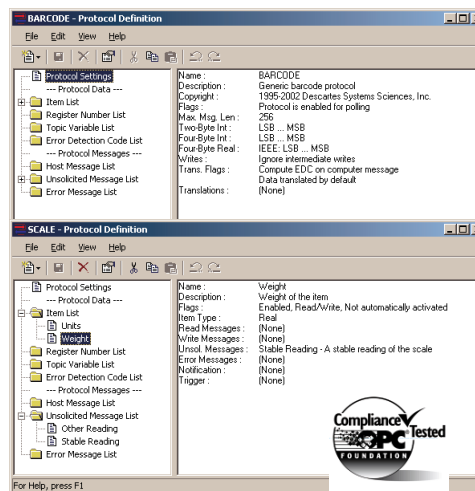 BARCODE - Protocol Definition
File Edit View Help
Protocol Settings
--- Protocol Data ---
Item List
Register Number List
Topic Variable List
Error Detection Code List
--- Protocol Messages ---
Host Message List
Unsolicited Message List
Error Message List
Name : BARCODE
Description : Generic barcode protocol
Copyright : 1995-2002 Descartes Systems Sciences, Inc.
Flags : Protocol is enabled for polling
Max. Msg. Len : 256
Two-Byte Int : LSB ... MSB
Four-Byte Int : LSB ... MSB
Four-Byte Real : IEEE: LSB ... MSB
Writes : Ignore intermediate writes
Trans. Flags : Compute EDC on computer message
Data translated by default
Translations : (None)
SCALE - Protocol Definition
File Edit View Help
Protocol Settings
--- Protocol Data ---
Item List
Units
Weight
Register Number List
Topic Variable List
Error Detection Code List
--- Protocol Messages ---
Host Message List
Unsolicited Message List
Other Reading
Stable Reading
Error Message List
Name : Weight
Description : Weight of the item
Flags : Enabled, Read/Write, Not automatically activated
Item Type : Real
Read Messages : (None)
Write Messages : (None)
Unsol. Messages : Stable Reading - A stable reading of the scale
Error Messages : (None)
Notification : (None)
Trigger : (None)
Compliance Tested
OPC
FOUNDATION
For Help, press F1